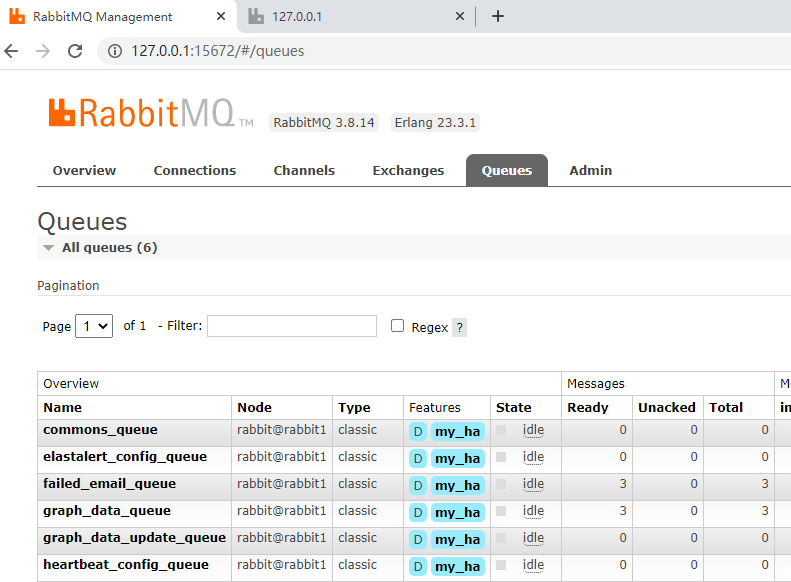 RabbitMQ Management
127.0.0.1
127.0.0.1:15672/#/queues
RabbitMQ TM RabbitMQ 3.8.14 Erlang 23.3.1
Overview Connections Channels Exchanges Queues Admin
Queues
All queues (6)
Pagination
Page 1 of 1 - Filter: Regex ?
Overview Messages M
Name Node Type Features State Ready Unacked Total in
commons_queue rabbit@rabbit1 classic D my_ha idle 0 0 0
elastalert_config_queue rabbit@rabbit1 classic D my_ha idle 0 0 0
failed_email_queue rabbit@rabbit1 classic D my_ha idle 3 0 3
graph_data_queue rabbit@rabbit1 classic D my_ha idle 3 0 3
graph_data_update_queue rabbit@rabbit1 classic D my_ha idle 0 0 0
heartbeat_config_queue rabbit@rabbit1 classic D my_ha idle 0 0 0